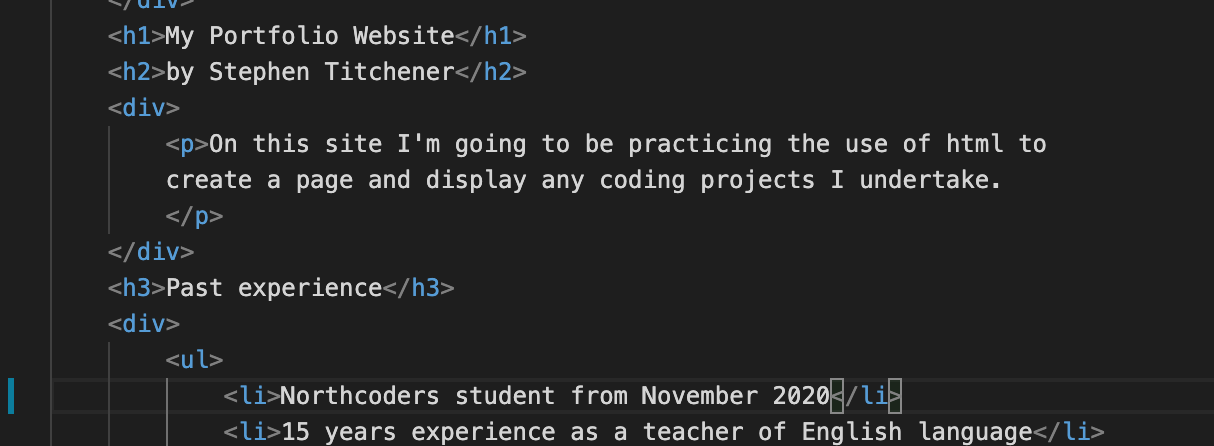 </div>
<h1>My Portfolio Website</h1>
<h2>by Stephen Titchener</h2>
<div>
<p>On this site I'm going to be practicing the use of html to
create a page and display any coding projects I undertake.
</p>
</div>
<h3>Past experience</h3>
<div>
<ul>
<li>Northcoders student from November 2020</li>
<li>15 years experience as a teacher of English language</li>